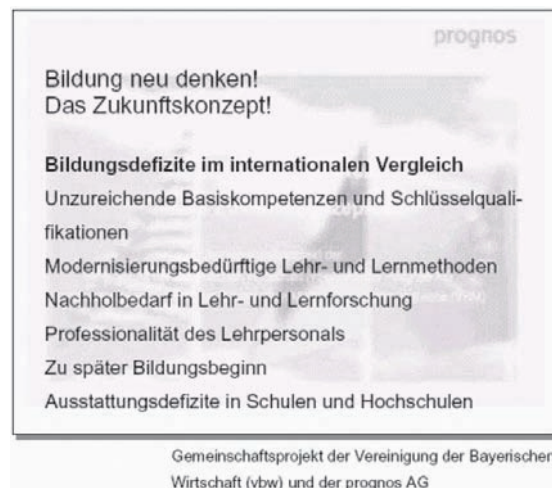 prognos
Bildung neu denken!
Das Zukunftskonzept!
Bildungsdefizite im internationalen Vergleich
Unzureichende Basiskompetenzen und Schlüsselquali-
fikationen
Modernisierungsbedürftige Lehr- und Lernmethoden
Nachholbedarf in Lehr- und Lernforschung
Professionalität des Lehrpersonals
Zu später Bildungsbeginn
Ausstattungsdefizite in Schulen und Hochschulen
Gemeinschaftsprojekt der Vereinigung der Bayerischen
Wirtschaft (vbw) und der prognos AG